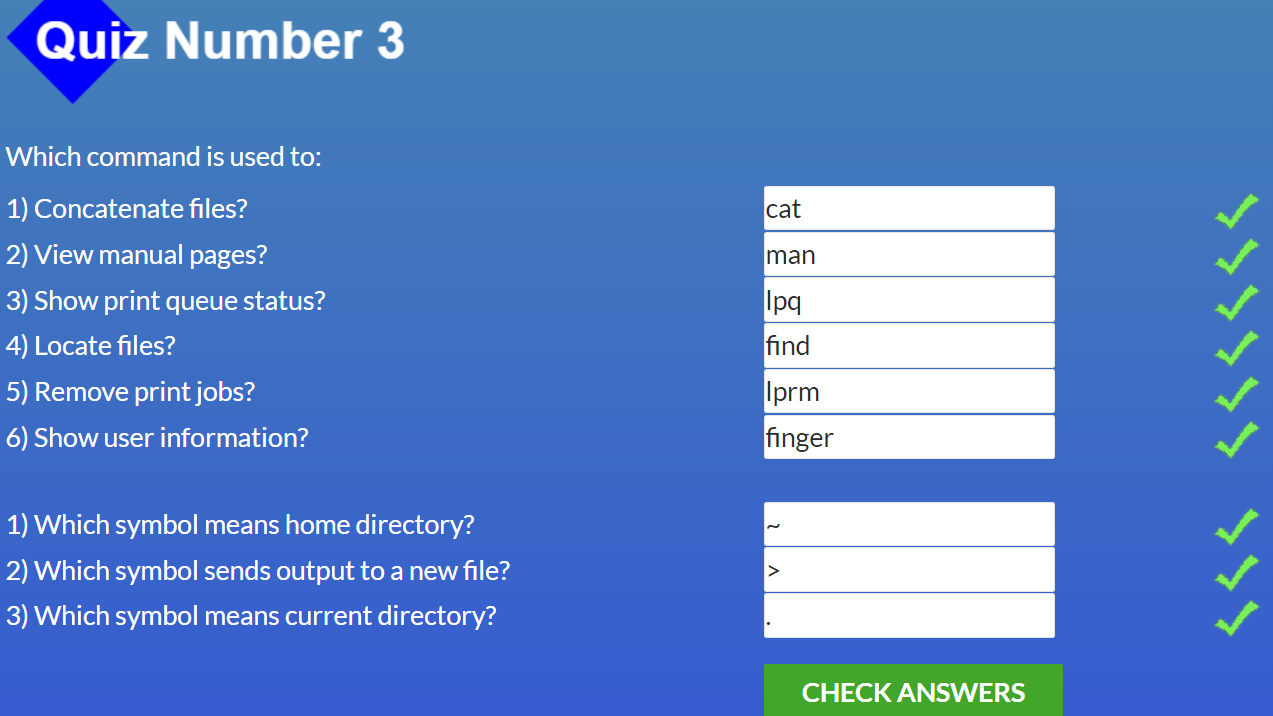 Quiz Number 3
Which command is used to:
1) Concatenate files? cat
2) View manual pages? man
3) Show print queue status? lpq
4) Locate files? find
5) Remove print jobs? lprm
6) Show user information? finger
1) Which symbol means home directory? ~
2) Which symbol sends output to a new file? >
3) Which symbol means current directory? .
CHECK ANSWERS